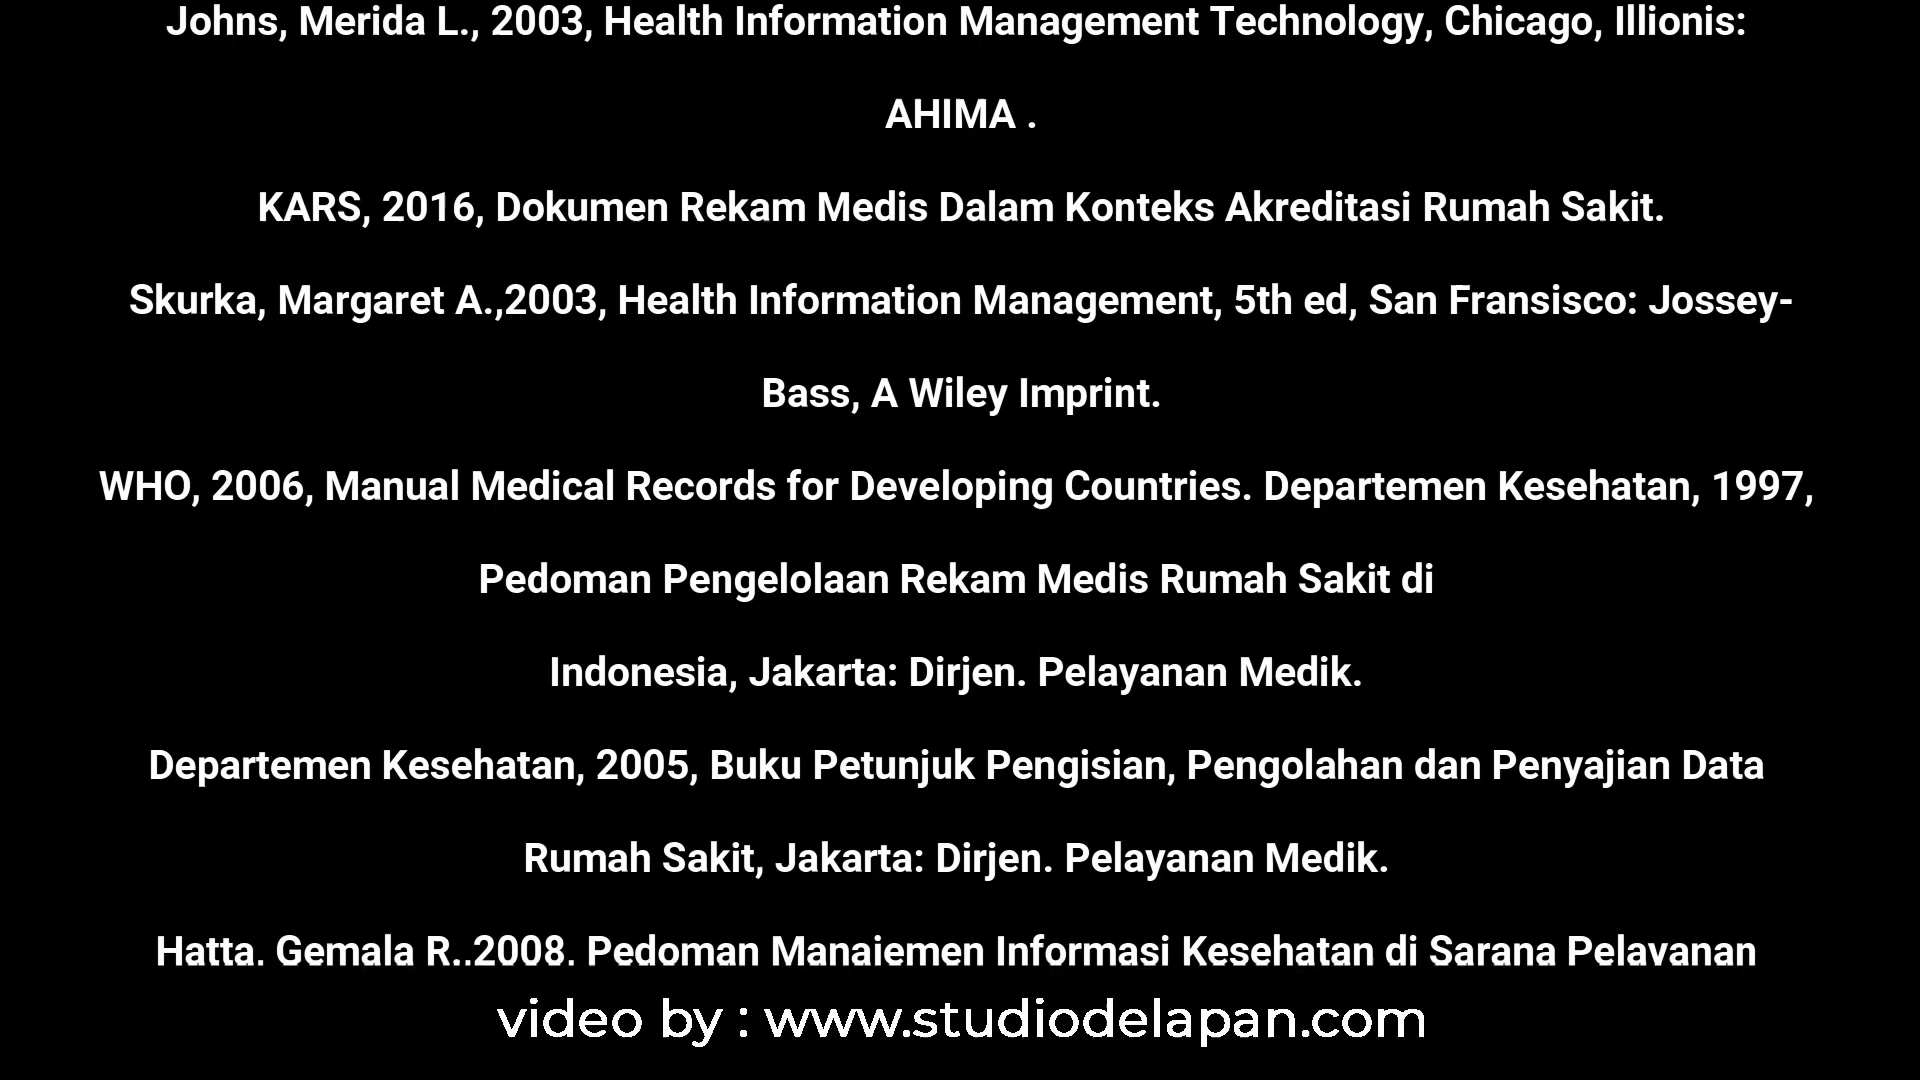 Johns, Merida L., 2003, Health Information Management Technology, Chicago, Illionis:
AHIMA .
KARS, 2016, Dokumen Rekam Medis Dalam Konteks Akreditasi Rumah Sakit.
Skurka, Margaret A.,2003, Health Information Management, 5th ed, San Fransisco: Jossey-
Bass, A Wiley Imprint.
WHO, 2006, Manual Medical Records for Developing Countries. Departemen Kesehatan, 1997,
Pedoman Pengelolaan Rekam Medis Rumah Sakit di
Indonesia, Jakarta: Dirjen. Pelayanan Medik.
Departemen Kesehatan, 2005, Buku Petunjuk Pengisian, Pengolahan dan Penyajian Data
Rumah Sakit, Jakarta: Dirjen. Pelayanan Medik.
Hatta, Gemala R.,2008, Pedoman Manajemen Informasi Kesehatan di Sarana Pelayanan
video by : www.studiodelapan.com